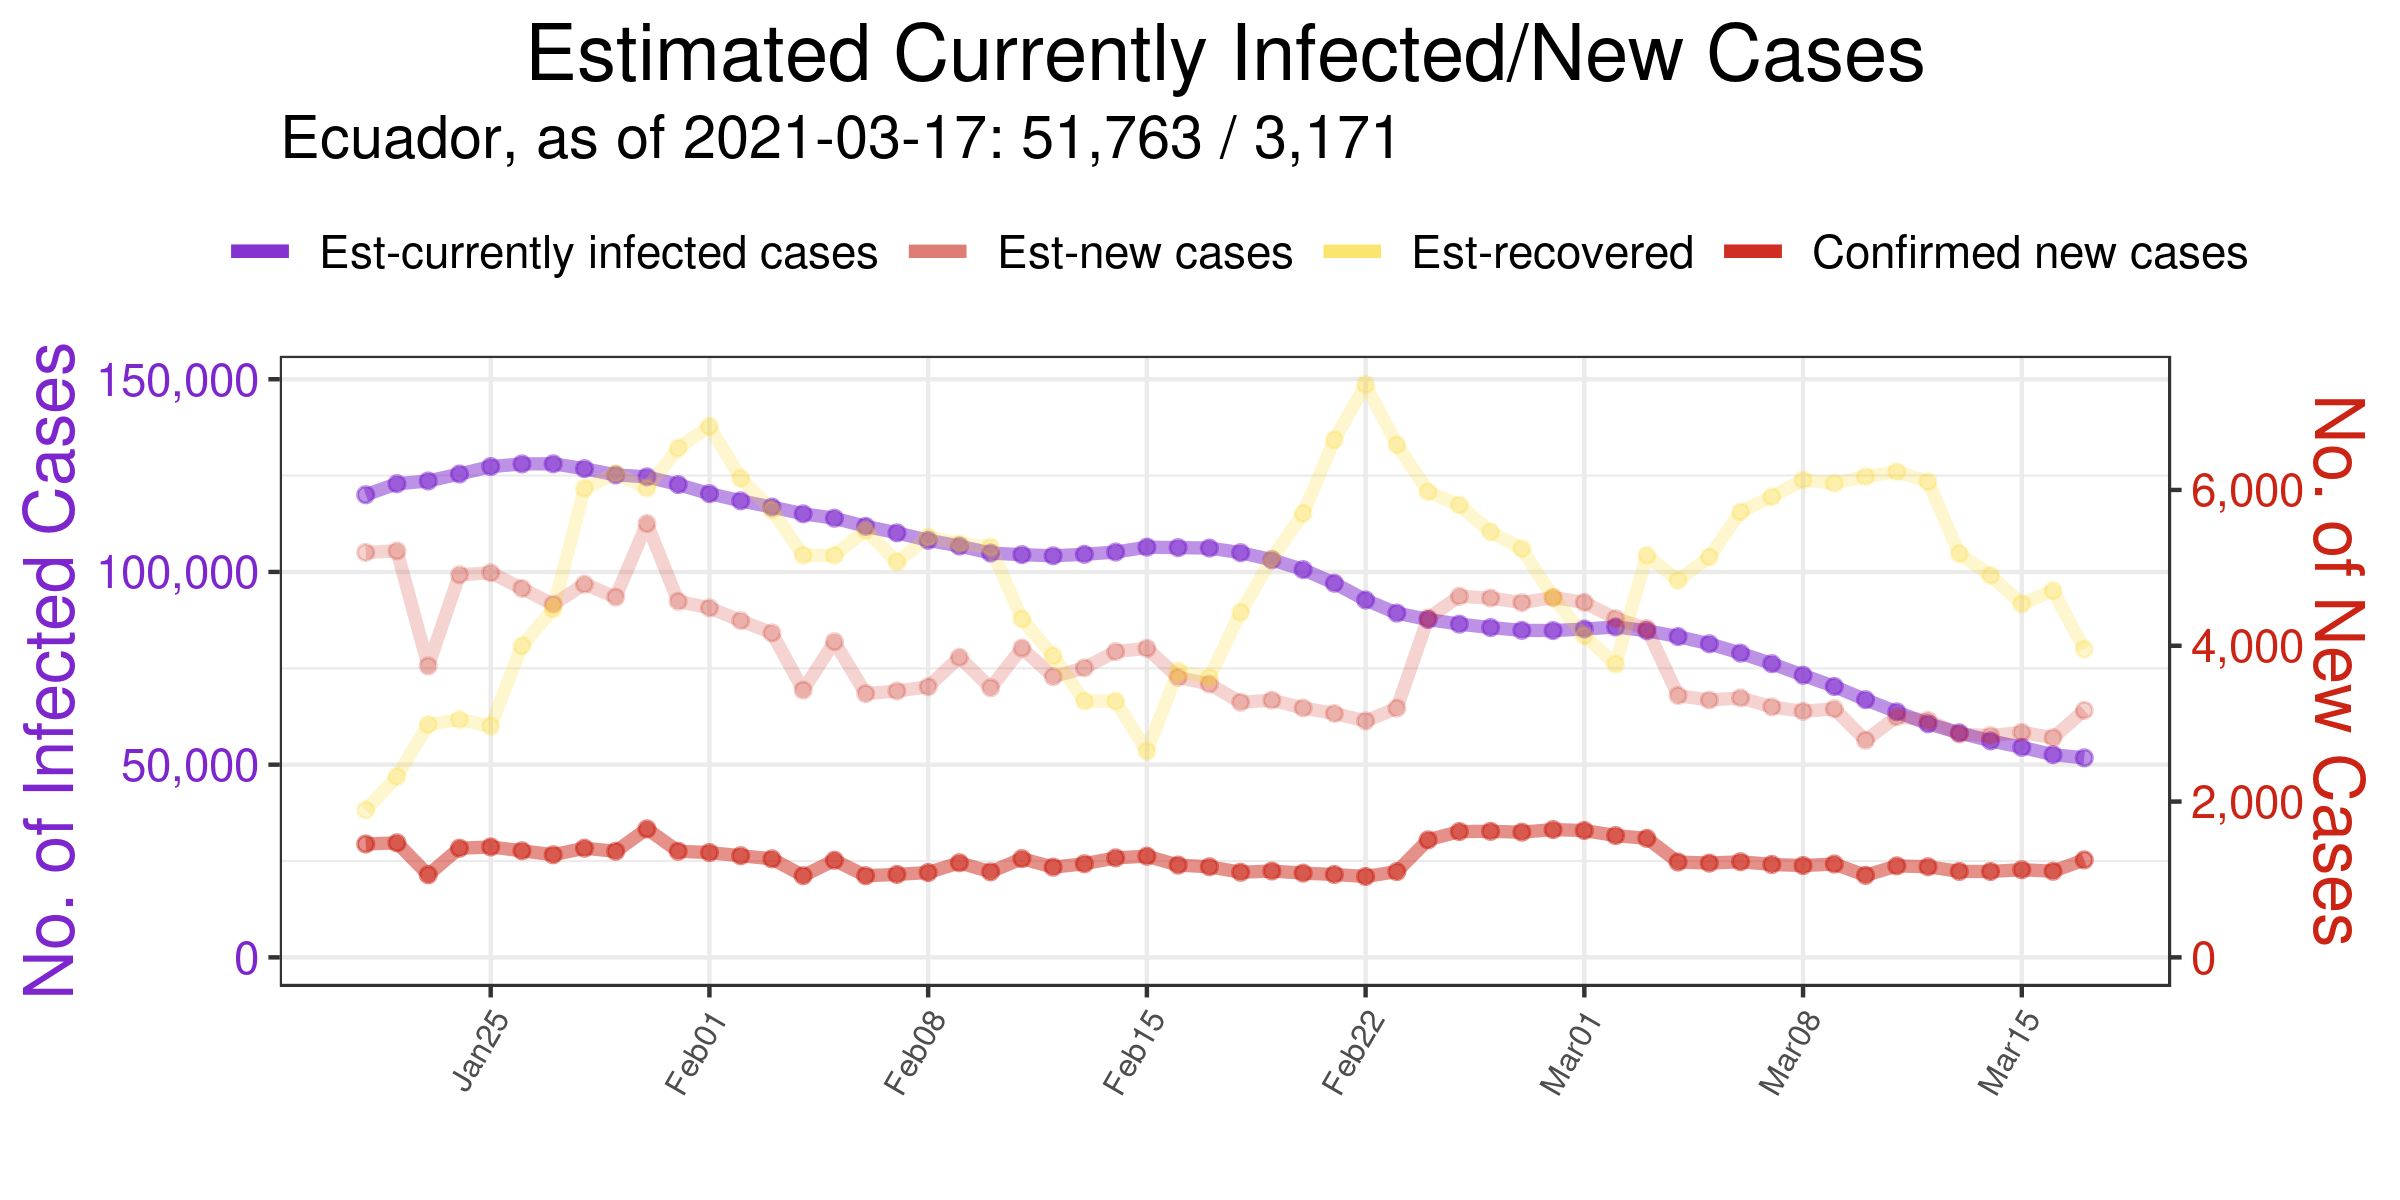 Estimated Currently Infected/New Cases
Ecuador, as of 2021-03-17: 51,763 / 3,171
Est-currently infected cases Est-new cases Est-recovered Confirmed new cases
No. of Infected Cases
150,000
100,000
50,000
0
6,000
4,000
2,000
0
No. of New Cases
Jan25 Feb01 Feb08 Feb15 Feb22 Mar01 Mar08 Mar15